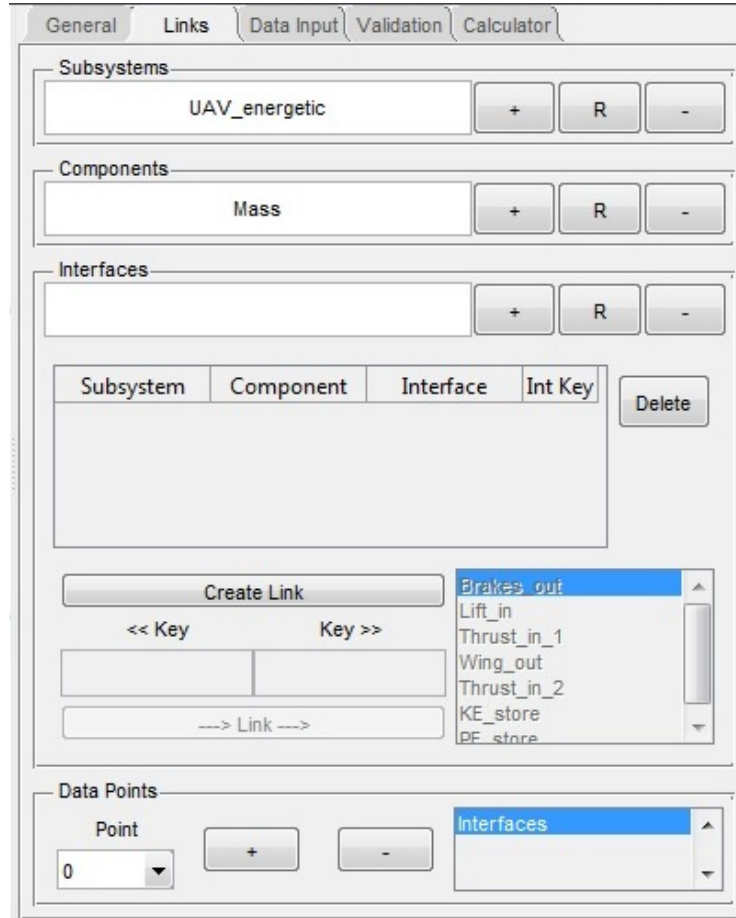 General Links Data Input Validation Calculator
Subsystems
UAV_energetic + R -
Components
Mass + R -
Interfaces
+ R -
Subsystem Component Interface Int Key
Delete
Create Link
<< Key Key >>
---> Link --->
Brakes_out
Lift_in
Thrust_in_1
Wing_out
Thrust_in_2
KE_store
PE_store
Data Points
Point
0 + -
Interfaces